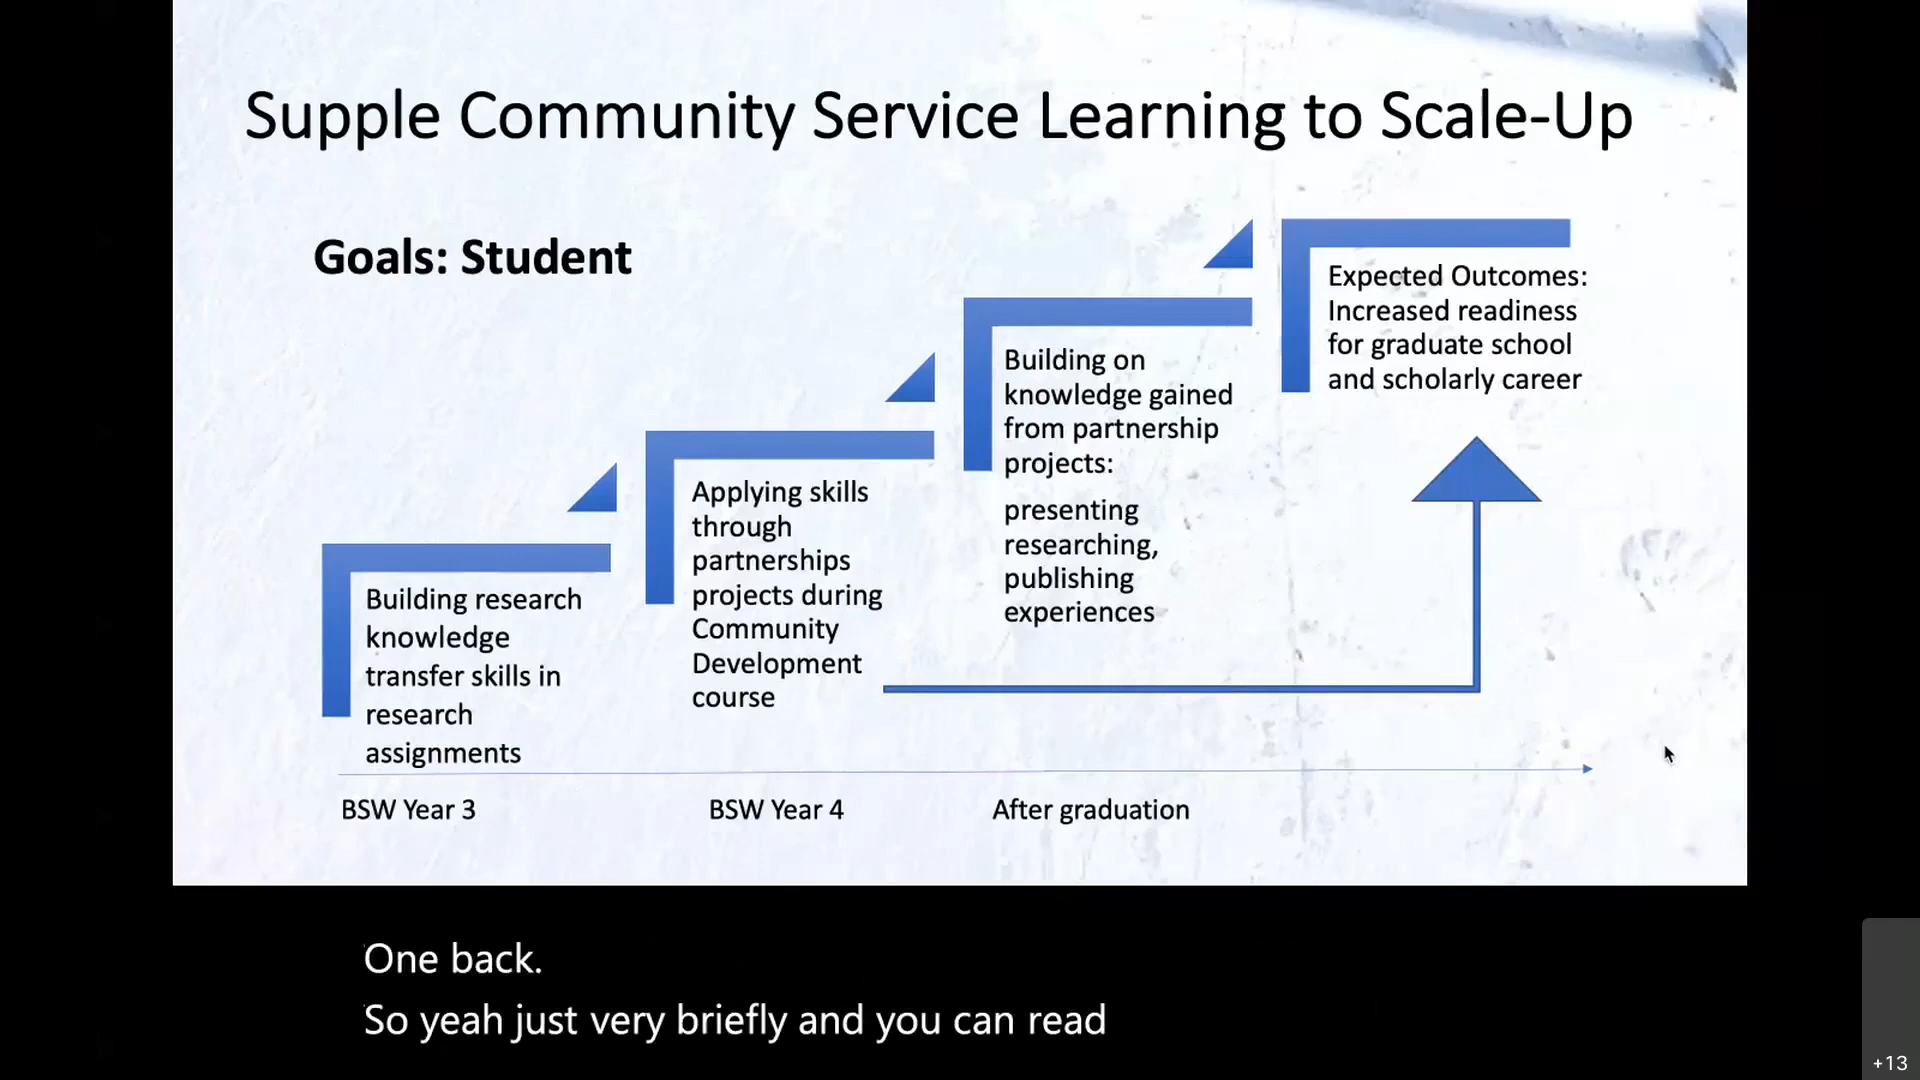 Supple Community Service Learning to Scale-Up
Goals: Student
Building research
knowledge
transfer skills in
research
assignments
Applying skills
through
partnerships
projects during
Community
Development
course
Building on
knowledge gained
from partnership
projects:
presenting
researching,
publishing
experiences
Expected Outcomes:
Increased readiness
for graduate school
and scholarly career
BSW Year 3
BSW Year 4
After graduation
One back.
So yeah just very briefly and you can read
+13